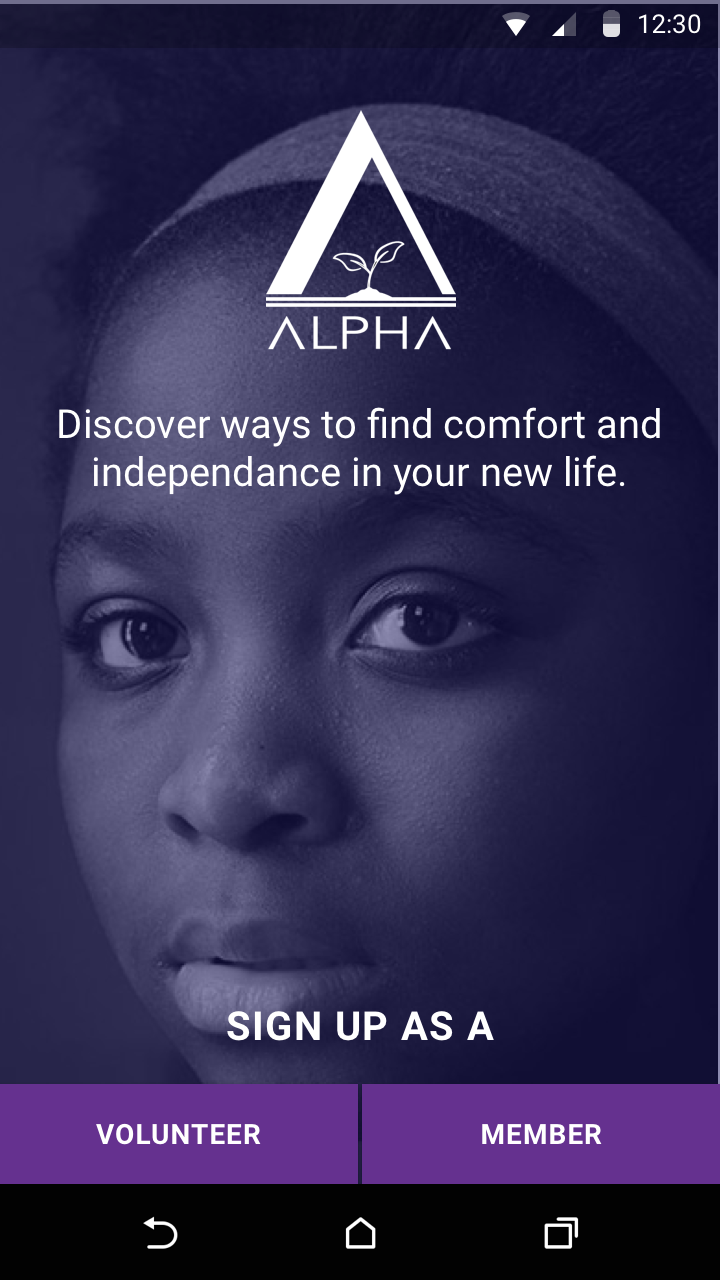 12:30
ALPHA
Discover ways to find comfort and
independance in your new life.
SIGN UP AS A
VOLUNTEER
MEMBER